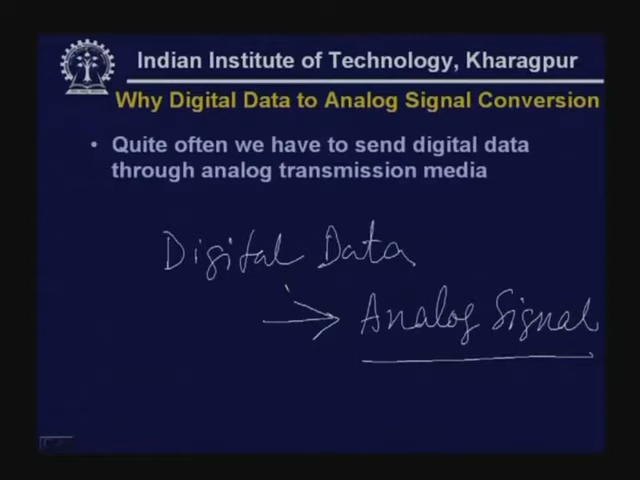 Indian Institute of Technology, Kharagpur
Why Digital Data to Analog Signal Conversion
• Quite often we have to send digital data
through analog transmission media
Digital Data
→ Analog Signal